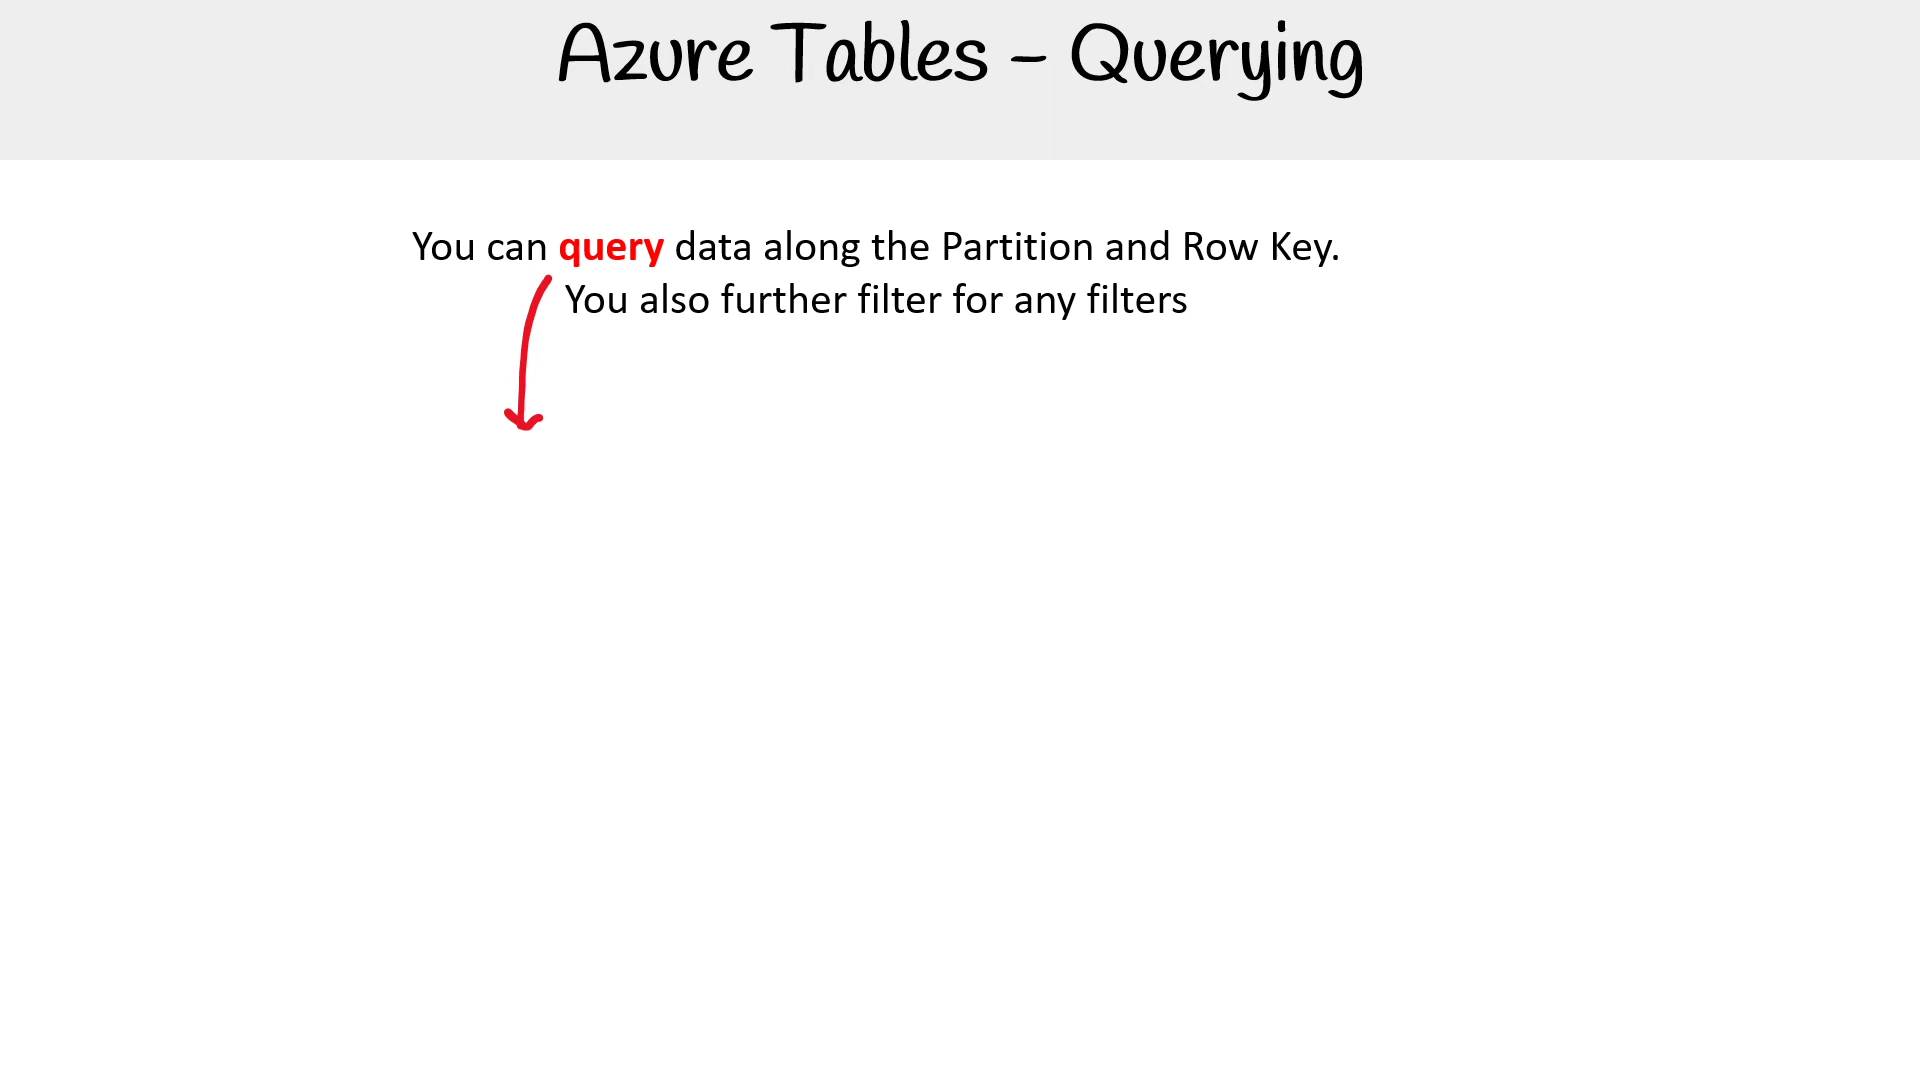 Azure Tables – Querying
You can query data along the Partition and Row Key.
You also further filter for any filters